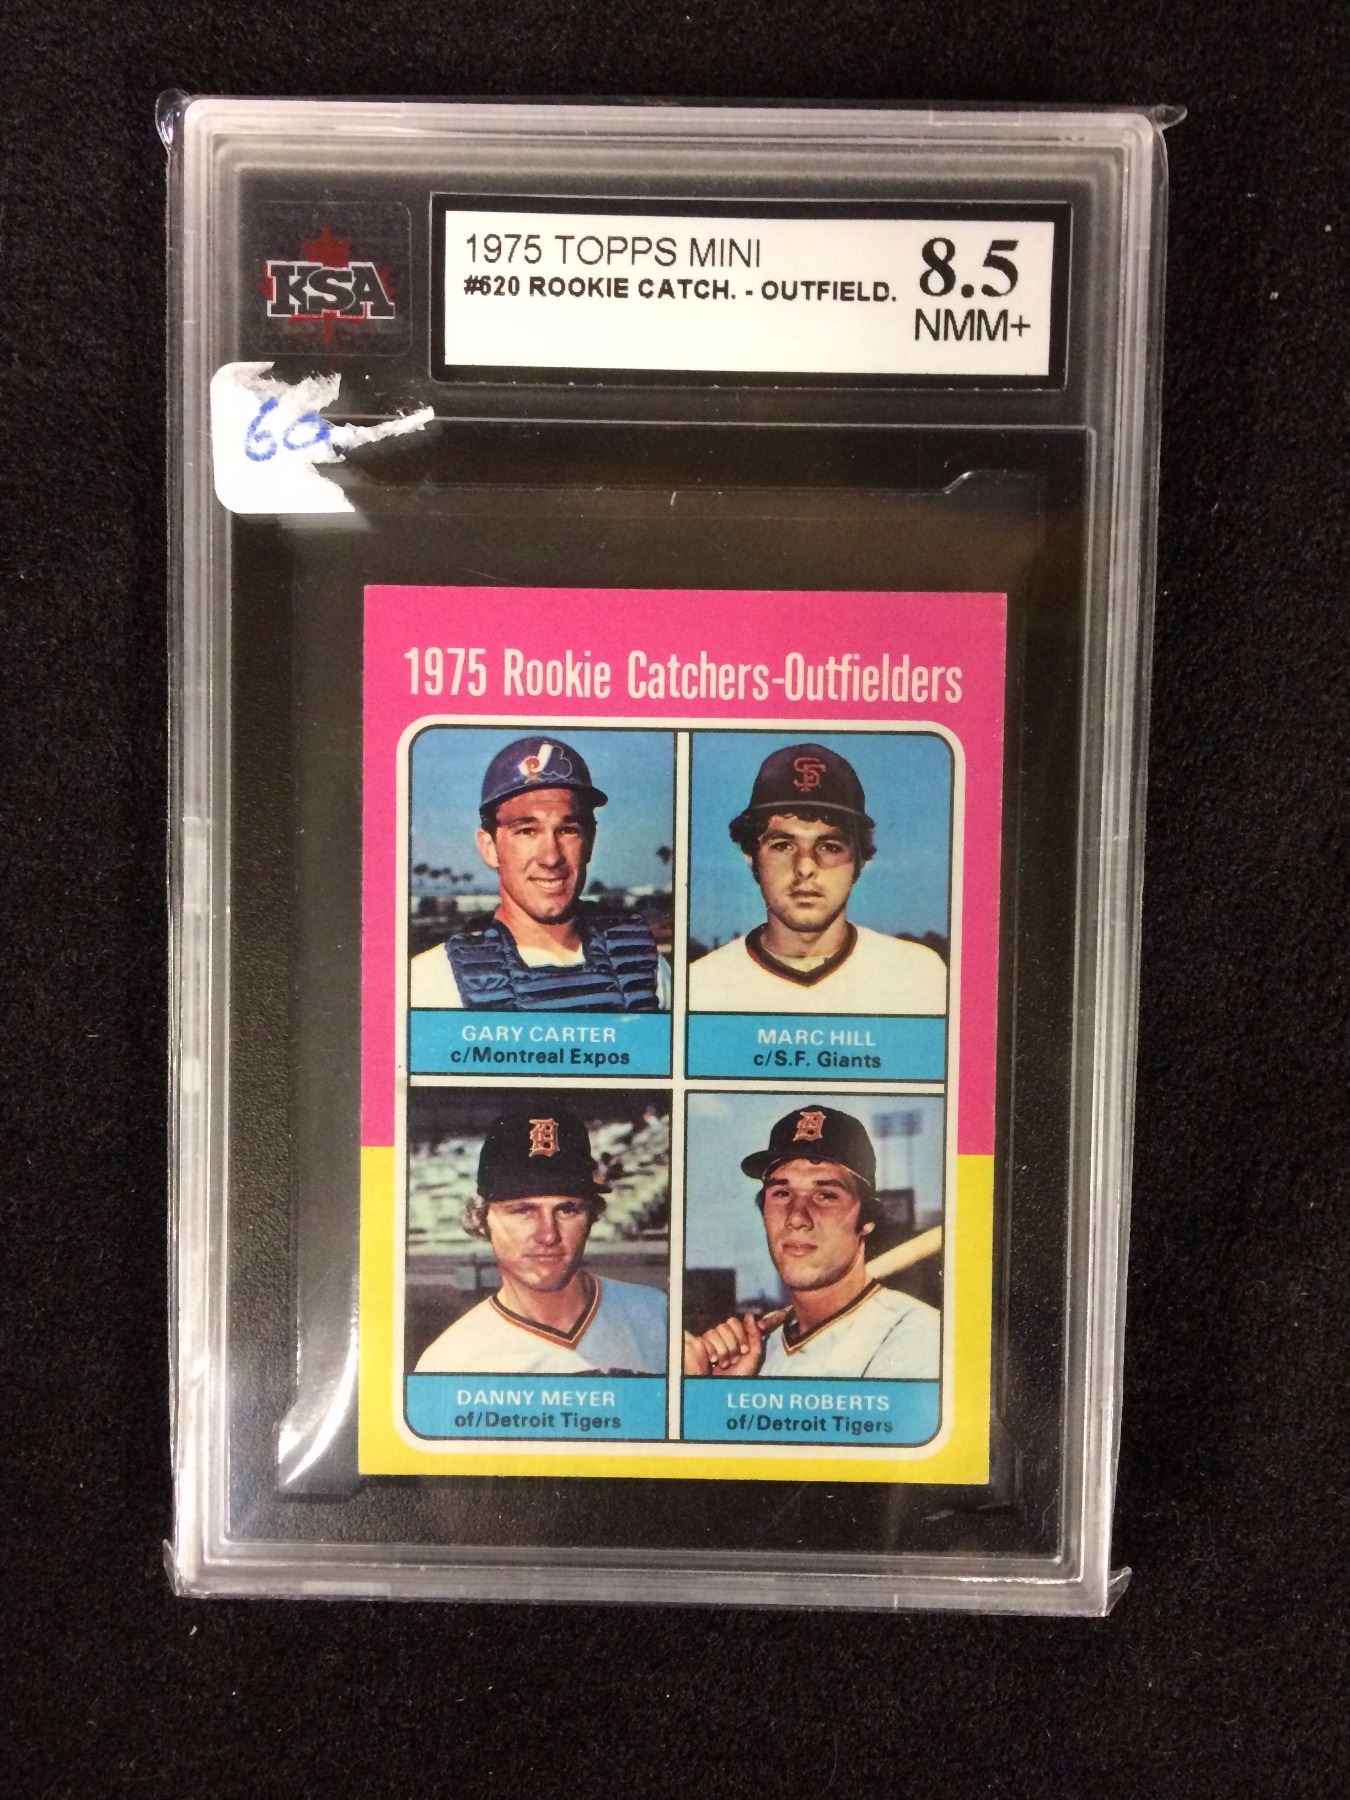 KSA
1975 TOPPS MINI
#620 ROOKIE CATCH. - OUTFIELD.
8.5
NMM+
60
1975 Rookie Catchers-Outfielders
SF
GARY CARTER
c/Montreal Expos
MARC HILL
c/S.F. Giants
D
D
DANNY MEYER
of/Detroit Tigers
LEON ROBERTS
of/Detroit Tigers